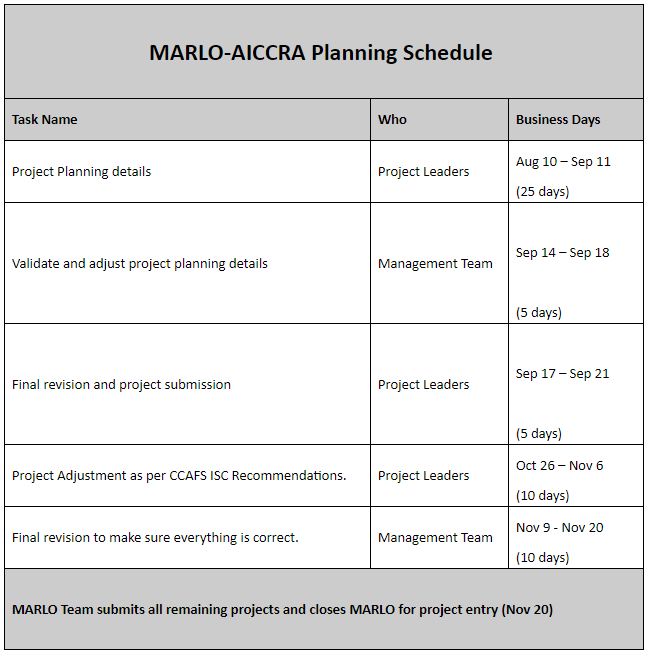 MARLO-AICCRA Planning Schedule
Task Name Who Business Days
Project Planning details Project Leaders Aug 10 – Sep 11
(25 days)
Validate and adjust project planning details Management Team Sep 14 – Sep 18
(5 days)
Final revision and project submission Project Leaders Sep 17 – Sep 21
(5 days)
Project Adjustment as per CCAFS ISC Recommendations. Project Leaders Oct 26 – Nov 6
(10 days)
Final revision to make sure everything is correct. Management Team Nov 9 - Nov 20
(10 days)
MARLO Team submits all remaining projects and closes MARLO for project entry (Nov 20)